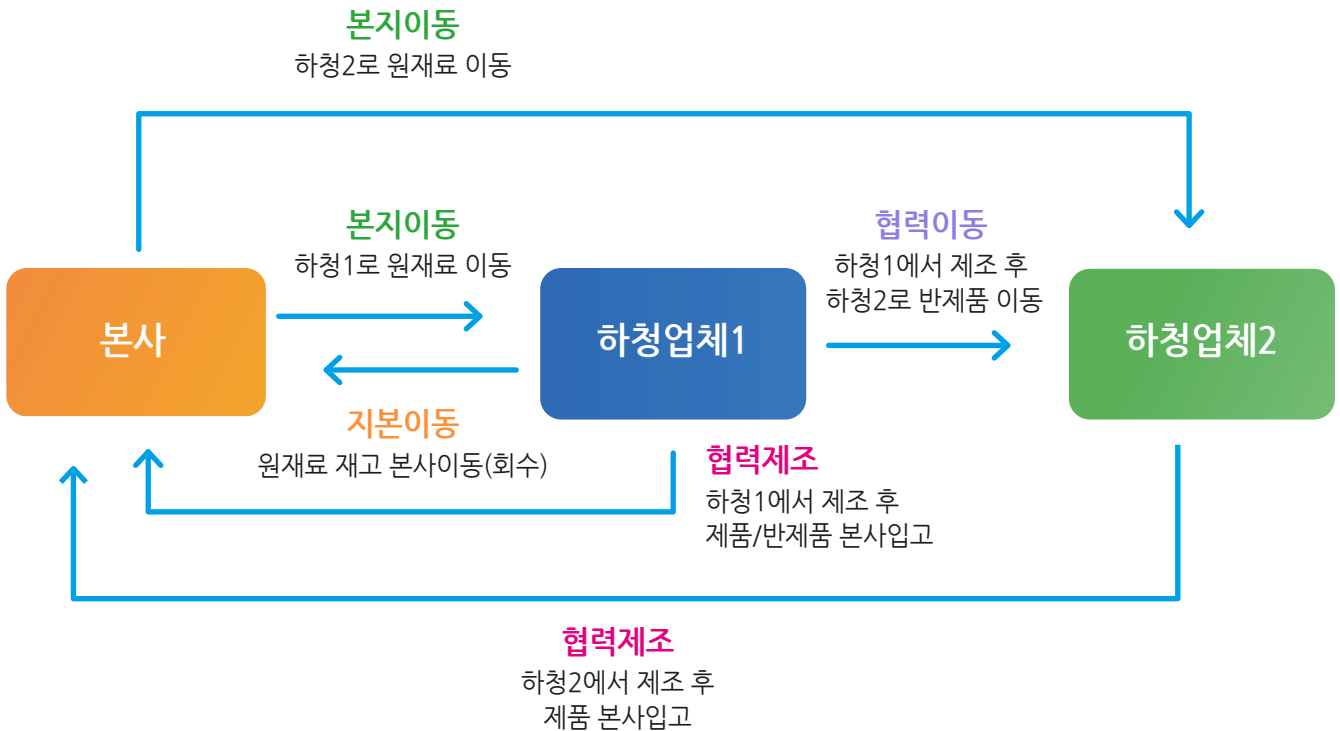 본지이동
하청2로 원재료 이동
본지이동
하청1로 원재료 이동
협력이동
하청1에서 제조 후
하청2로 반제품 이동
본사
하청업체1
하청업체2
지본이동
원재료 재고 본사이동(회수)
협력제조
하청1에서 제조 후
제품/반제품 본사입고
협력제조
하청2에서 제조 후
제품 본사입고